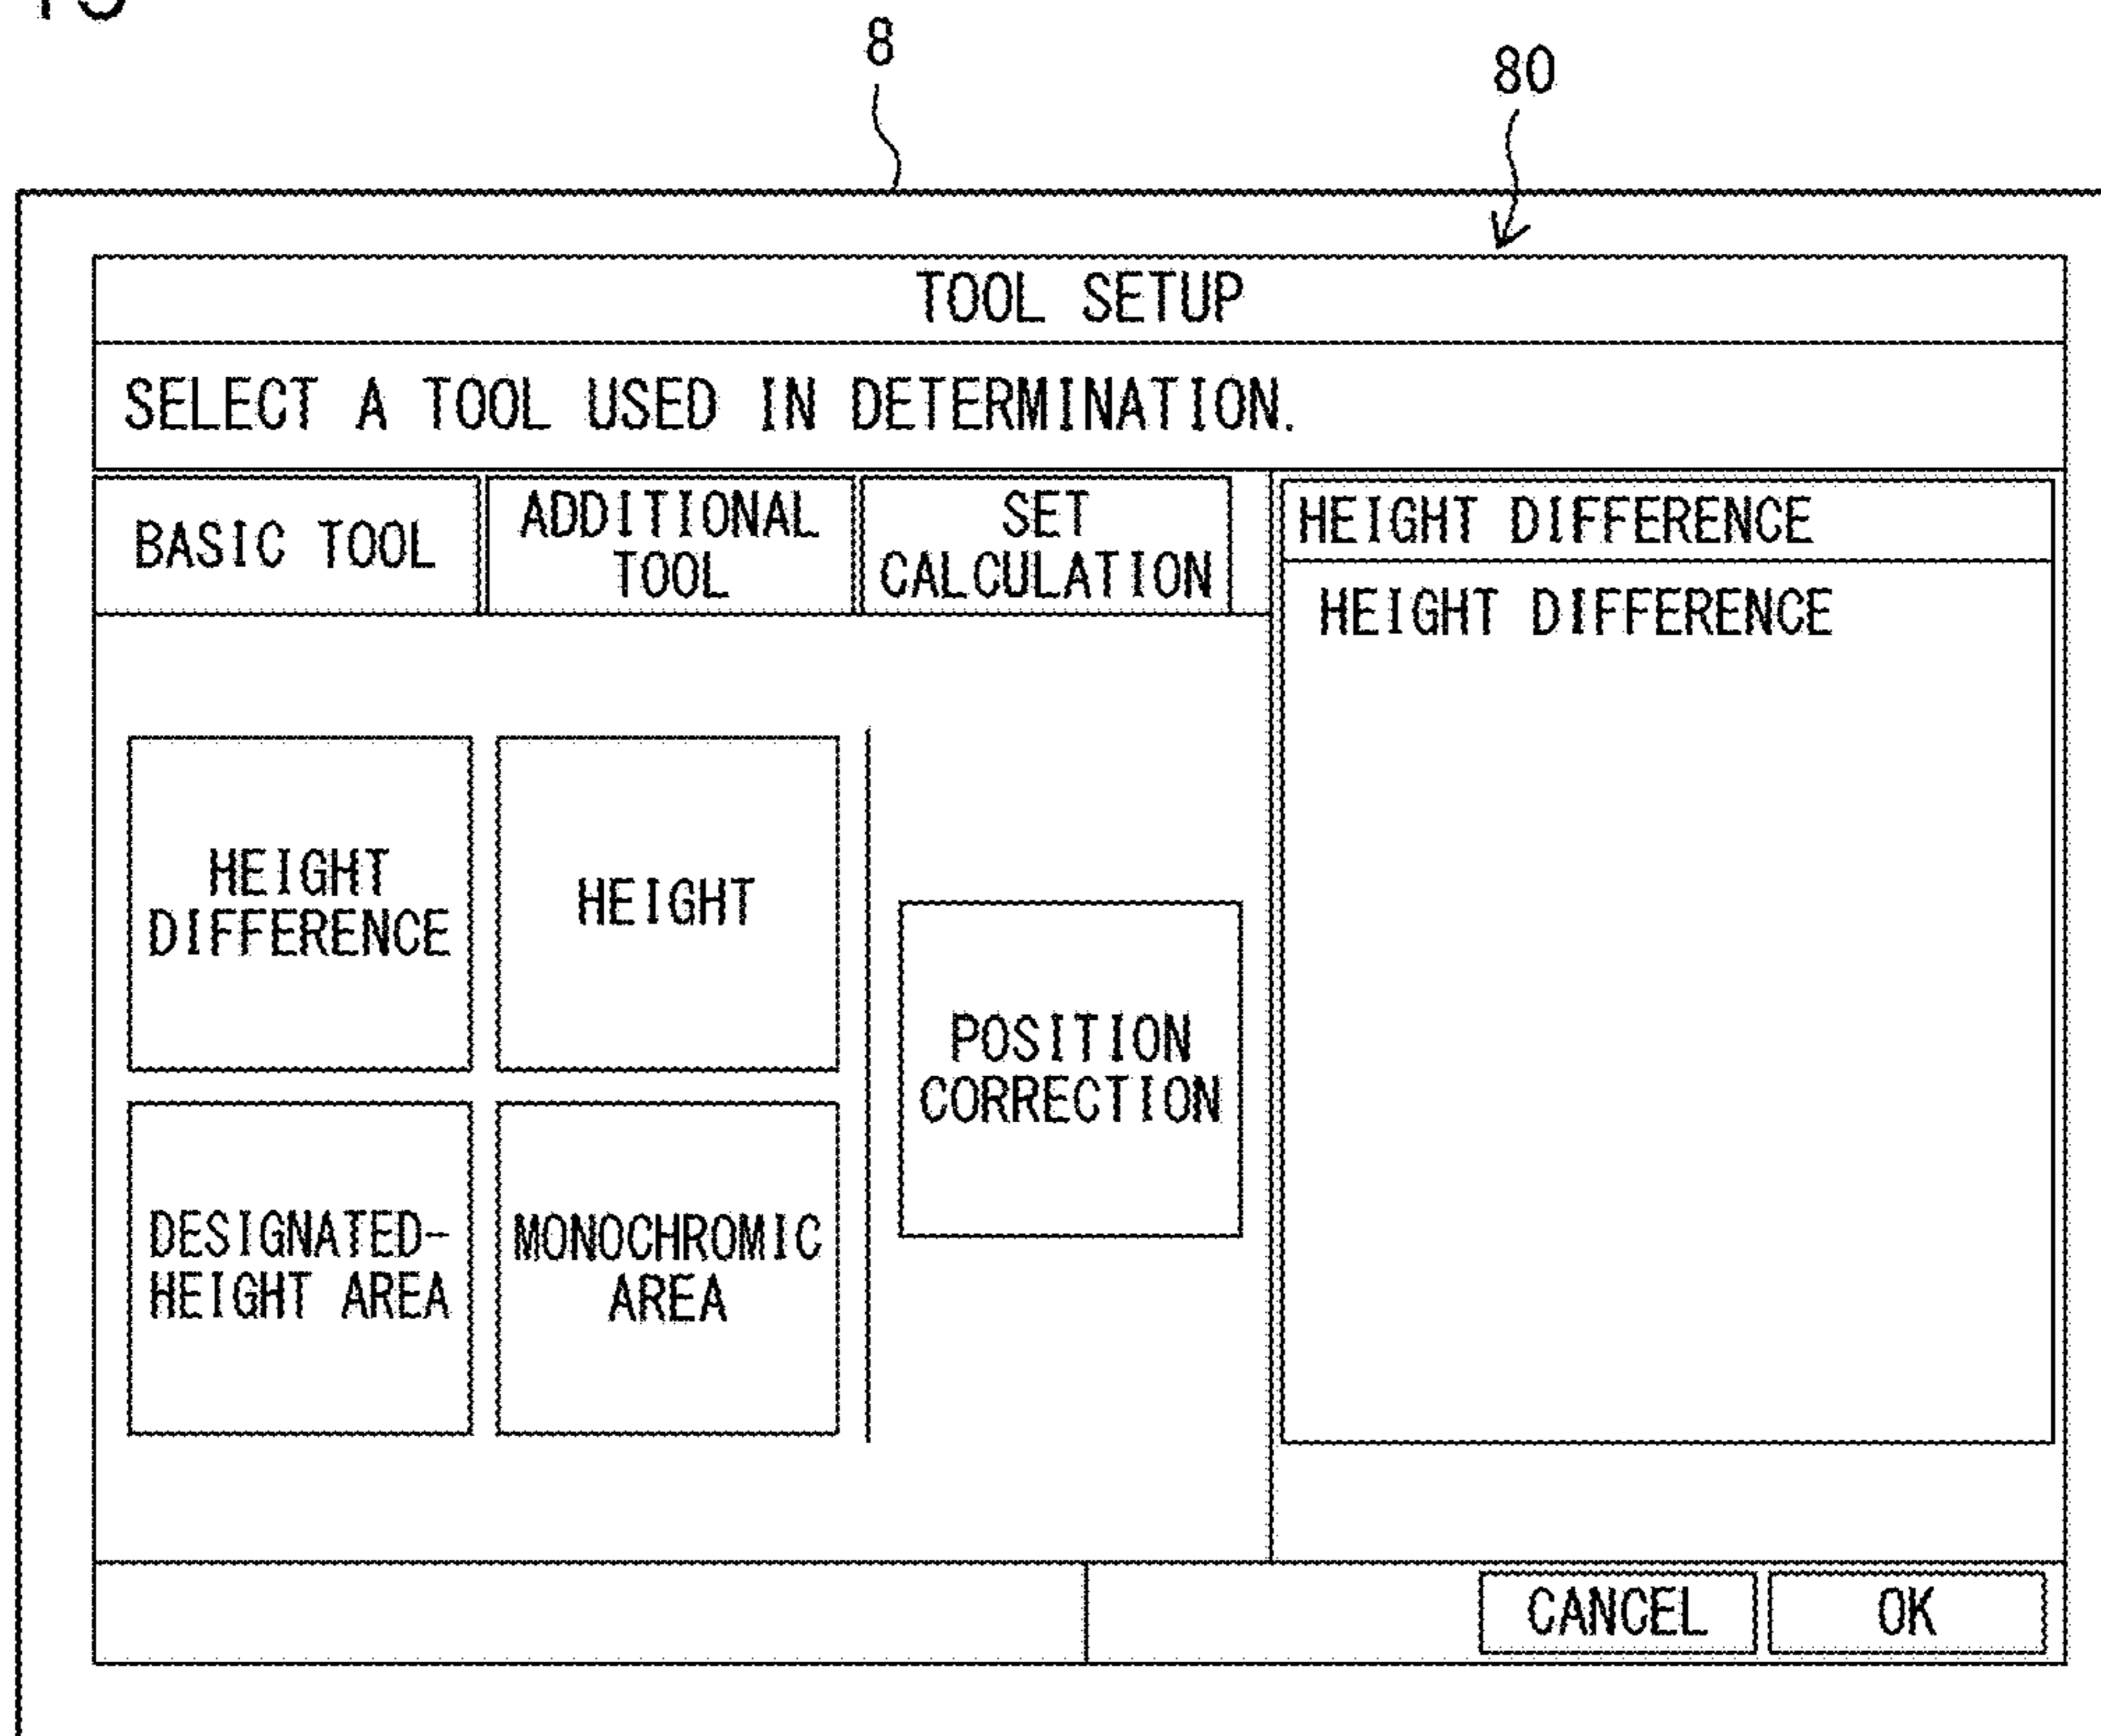 8
80
TOOL SETUP
SELECT A TOOL USED IN DETERMINATION.
BASIC TOOL
ADDITIONAL
TOOL
SET
CALCULATION
HEIGHT DIFFERENCE
HEIGHT DIFFERENCE
HEIGHT
DIFFERENCE
HEIGHT
POSITION
CORRECTION
DESIGNATED-
HEIGHT AREA
MONOCHROMIC
AREA
CANCEL
OK